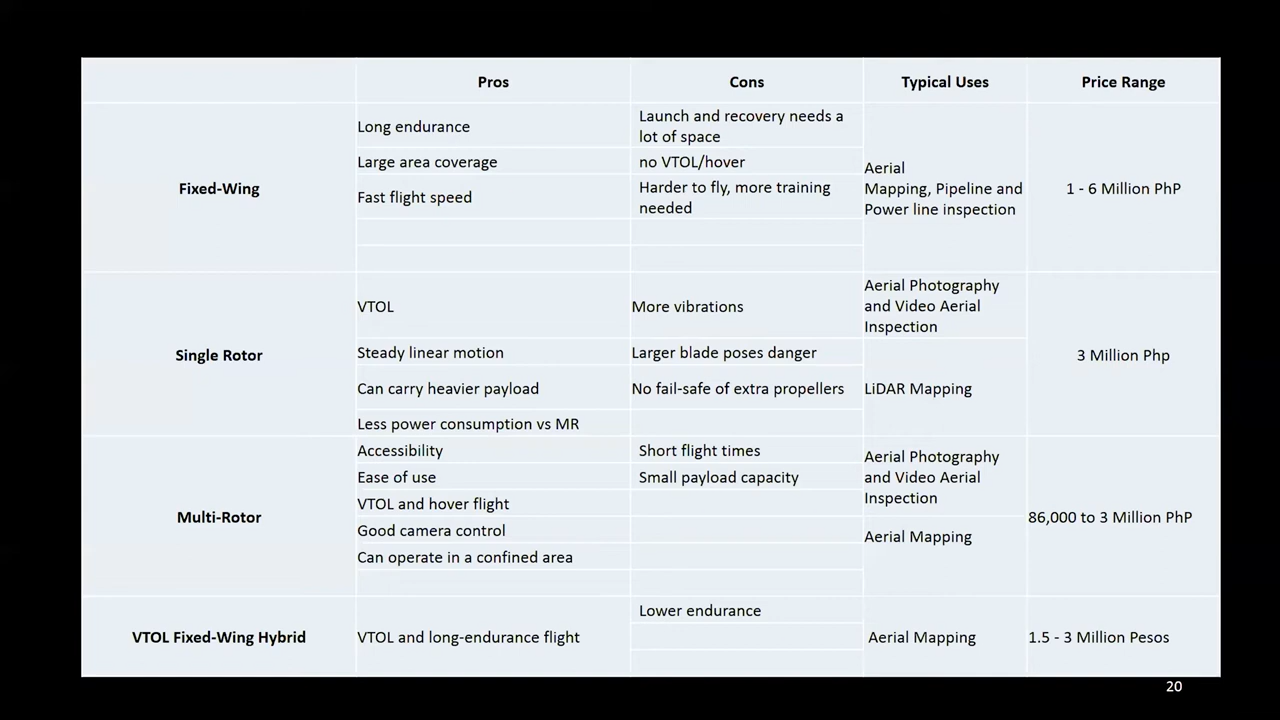 Pros
Cons
Typical Uses
Price Range
Fixed-Wing
Long endurance
Large area coverage
Fast flight speed
Launch and recovery needs a
lot of space
no VTOL/hover
Harder to fly, more training
needed
Aerial
Mapping, Pipeline and
Power line inspection
1 - 6 Million PhP
Single Rotor
VTOL
Steady linear motion
Can carry heavier payload
Less power consumption vs MR
More vibrations
Larger blade poses danger
No fail-safe of extra propellers
Aerial Photography
and Video Aerial
Inspection
LiDAR Mapping
3 Million Php
Multi-Rotor
Accessibility
Ease of use
VTOL and hover flight
Good camera control
Can operate in a confined area
Short flight times
Small payload capacity
Aerial Photography
and Video Aerial
Inspection
Aerial Mapping
86,000 to 3 Million PhP
VTOL Fixed-Wing Hybrid
VTOL and long-endurance flight
Lower endurance
Aerial Mapping
1.5 - 3 Million Pesos
20